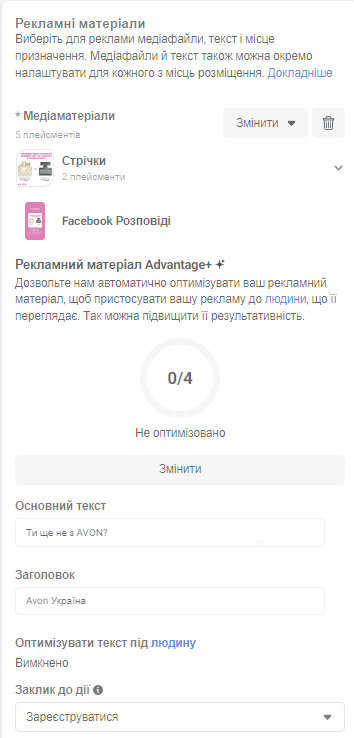 Рекламні матеріали
Виберіть для реклами медіафайли, текст і місце
призначення. Медіафайли й текст також можна окремо
налаштувати для кожного з місць розміщення. Докладніше
* Медіаматеріали
5 плейсментів
Змінити
Стрічки
2 плейсменти
Facebook Розповіді
Рекламний матеріал Advantage+
Дозвольте нам автоматично оптимізувати ваш рекламний
матеріал, щоб пристосувати вашу рекламу до людини, що її
переглядає. Так можна підвищити її результативність.
0/4
Не оптимізовано
Змінити
Основний текст
Ти ще не з AVON?
Заголовок
Avon Україна
Оптимізувати текст під людину
Вимкнено
Заклик до дії
Зареєструватися